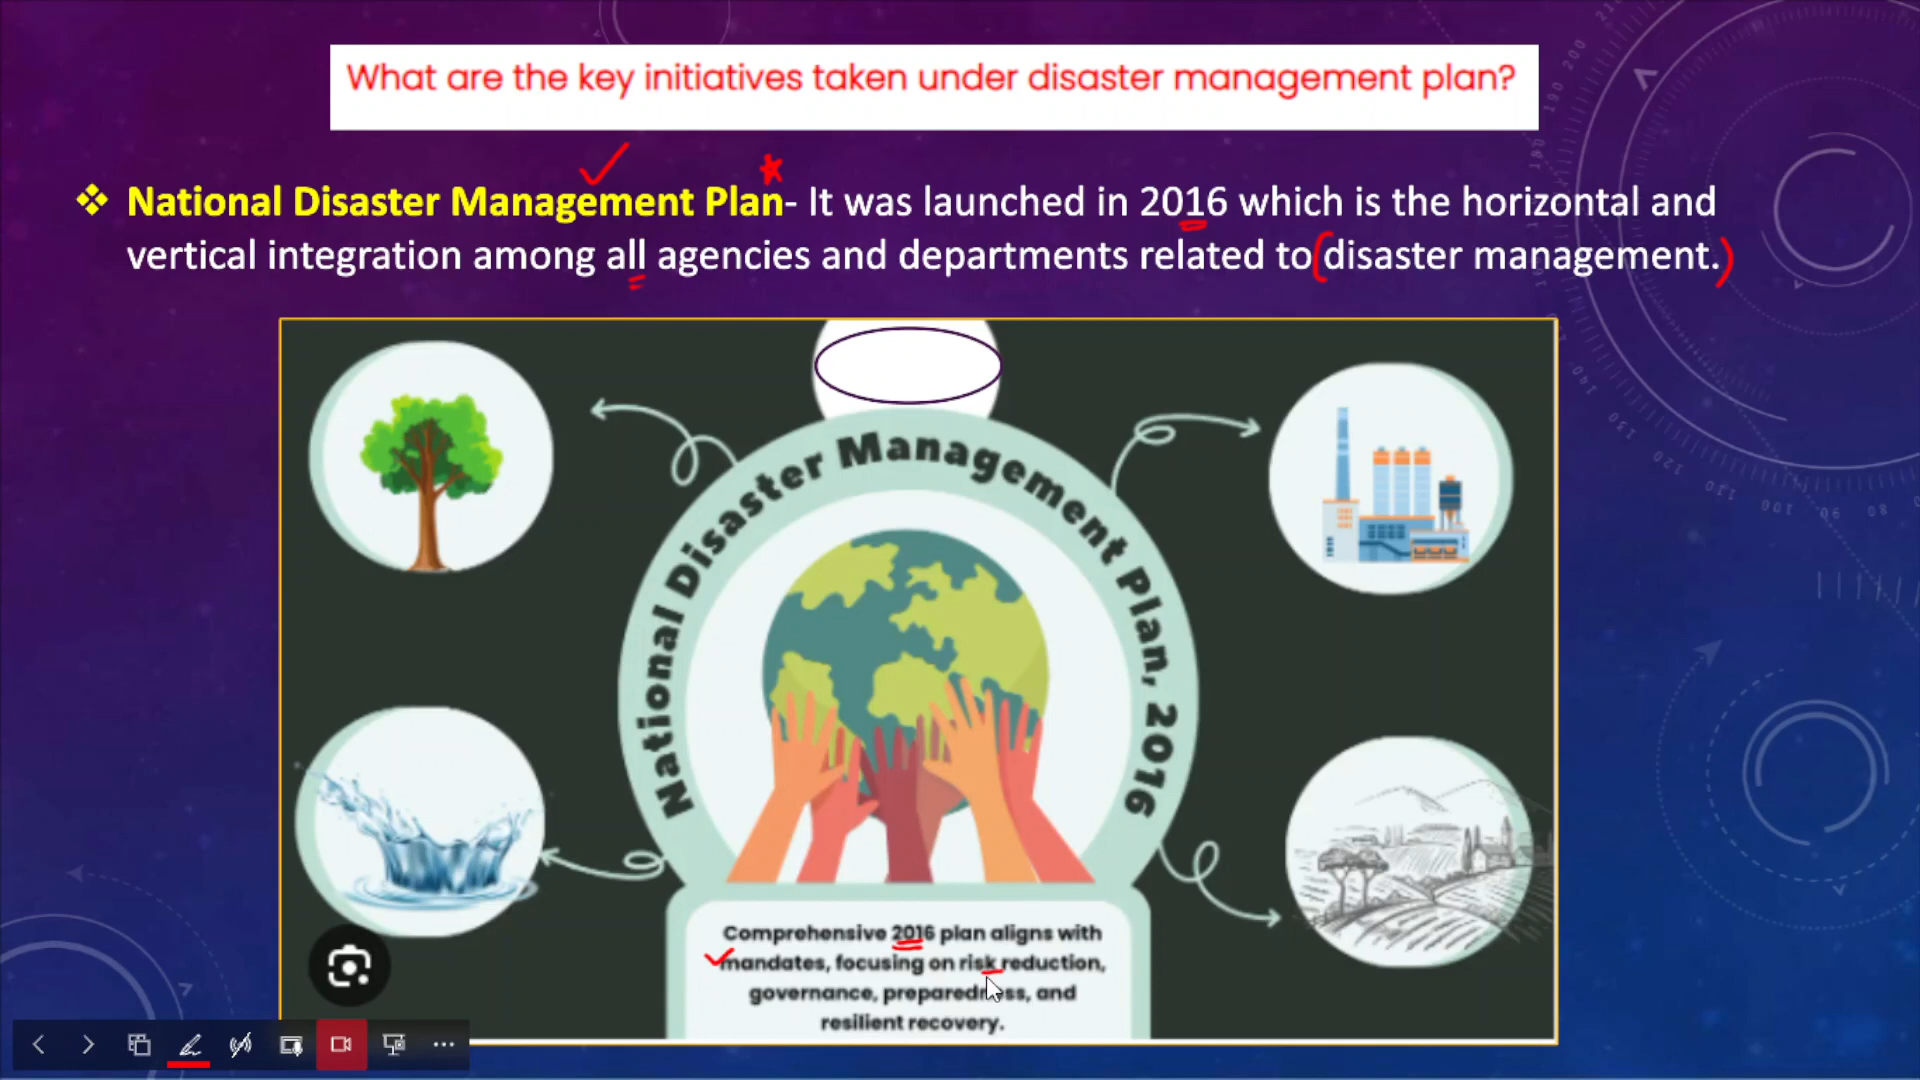 What are the key initiatives taken under disaster management plan?
❖ National Disaster Management Plan- It was launched in 2016 which is the horizontal and
vertical integration among all agencies and departments related to disaster management.
National Disaster Management Plan, 2016
Comprehensive 2016 plan aligns with
mandates, focusing on risk reduction,
governance, preparedness, and
resilient recovery.